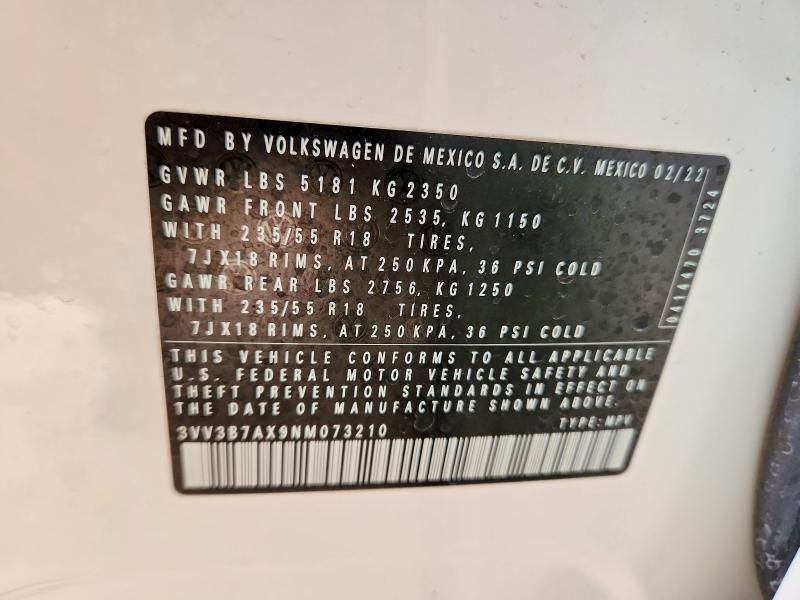 MFD BY VOLKSWAGEN DE MEXICO S.A. DE C.V. MEXICO 02/22
GVWR LBS 5181 KG 2350
GAWR FRONT LBS 2535, KG 1150
WITH 235/55 R18 TIRES,
7JX18 RIMS, AT 250 KPA, 36 PSI COLD
GAWR REAR LBS 2756, KG 1250
WITH 235/55 R18 TIRES,
7JX18 RIMS, AT 250 KPA, 36 PSI COLD
THIS VEHICLE CONFORMS TO ALL APPLICABLE
U.S. FEDERAL MOTOR VEHICLE SAFETY AND
THEFT PREVENTION STANDARDS IN EFFECT ON
THE DATE OF MANUFACTURE SHOWN ABOVE.
3VV3B7AX9NM073210 TYPE: MPV
0414470 3724